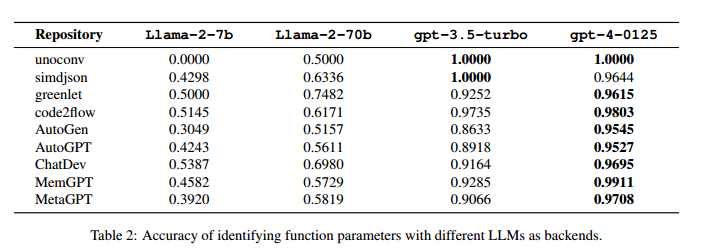 Repository Llama-2-7b Llama-2-70b gpt-3.5-turbo gpt-4-0125
unoconv 0.0000 0.5000 1.0000 1.0000
simdjson 0.4298 0.6336 1.0000 0.9644
greenlet 0.5000 0.7482 0.9252 0.9615
code2flow 0.5145 0.6171 0.9735 0.9803
AutoGen 0.3049 0.5157 0.8633 0.9545
AutoGPT 0.4243 0.5611 0.8918 0.9527
ChatDev 0.5387 0.6980 0.9164 0.9695
MemGPT 0.4582 0.5729 0.9285 0.9911
MetaGPT 0.3920 0.5819 0.9066 0.9708
Table 2: Accuracy of identifying function parameters with different LLMs as backends.